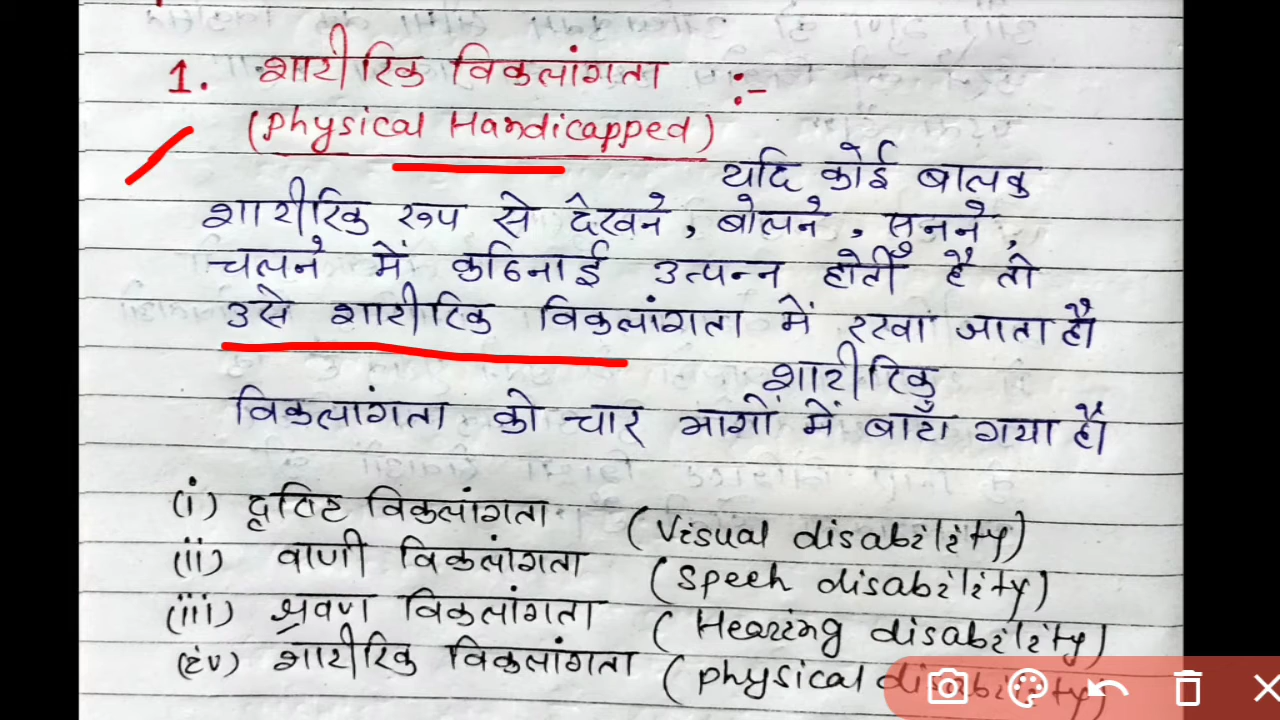 1. शारीरिक विकलांगता :-
(Physical Handicapped)
यदि कोई बालक
शारीरिक रूप से देखने, बोलने, सुनने,
चलने में कठिनाई उत्पन्न होती है तो
उसे शारीरिक विकलांगता में रखा जाता है।
शारीरिक
विकलांगता को चार भागों में बाटाँ गया है।
(i) दृष्टि विकलांगता (Visual disability)
(ii) वाणी विकलांगता (Speeh disability)
(iii) श्रवण विकलांगता (Hearing disability)
(iv) शारीरिक विकलांगता (Physical disability)